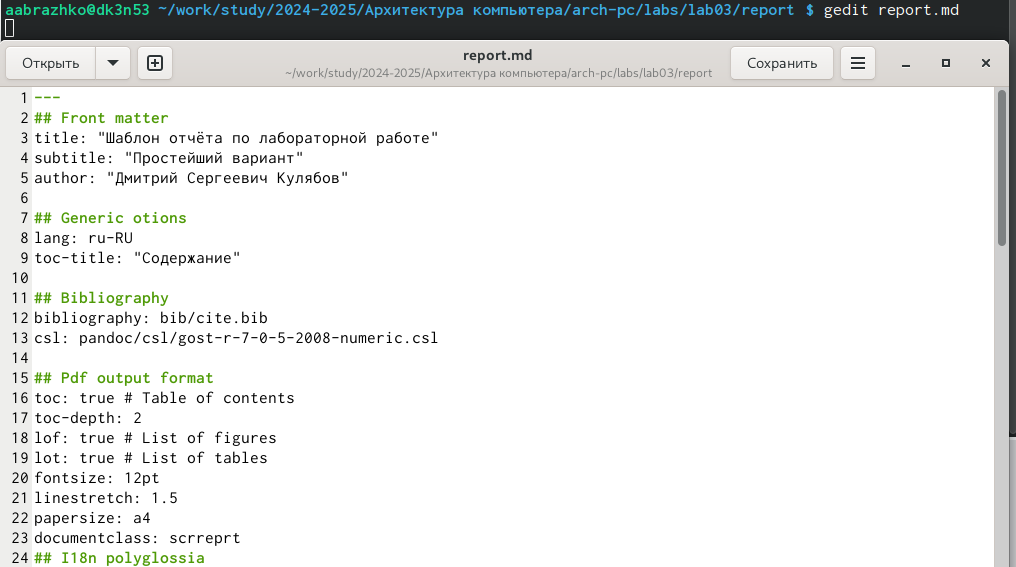 aabrazhko@dk3n53 ~/work/study/2024-2025/Архитектура компьютера/arch-pc/labs/lab03/report $ gedit report.md
Открыть
report.md
~/work/study/2024-2025/Архитектура компьютера/arch-pc/labs/lab03/report
Сохранить
1 ---
2 ## Front matter
3 title: "Шаблон отчёта по лабораторной работе"
4 subtitle: "Простейший вариант"
5 author: "Дмитрий Сергеевич Кулябов"
6
7 ## Generic otions
8 lang: ru-RU
9 toc-title: "Содержание"
10
11 ## Bibliography
12 bibliography: bib/cite.bib
13 csl: pandoc/csl/gost-r-7-0-5-2008-numeric.csl
14
15 ## Pdf output format
16 toc: true # Table of contents
17 toc-depth: 2
18 lof: true # List of figures
19 lot: true # List of tables
20 fontsize: 12pt
21 linestretch: 1.5
22 papersize: a4
23 documentclass: scrreprt
24 ## I18n polyglossia